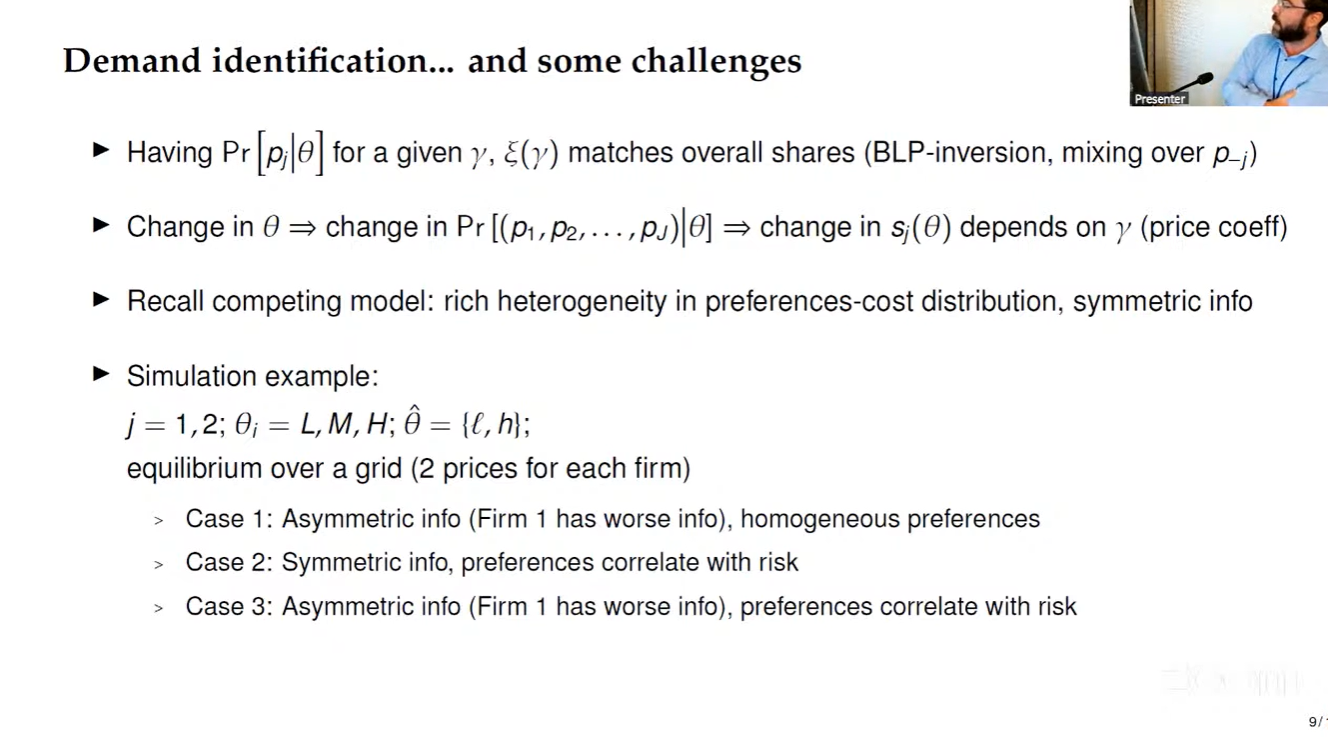 Demand identification... and some challenges
Presenter
► Having Pr[p_j|θ] for a given γ, ξ(γ) matches overall shares (BLP-inversion, mixing over p_{−j})
► Change in θ ⇒ change in Pr[(p_1, p_2, . . . , p_J)|θ] ⇒ change in s_j(θ) depends on γ (price coeff)
► Recall competing model: rich heterogeneity in preferences-cost distribution, symmetric info
► Simulation example:
j = 1, 2; θ_i = L, M, H; θ̂ = {ℓ, h};
equilibrium over a grid (2 prices for each firm)
> Case 1: Asymmetric info (Firm 1 has worse info), homogeneous preferences
> Case 2: Symmetric info, preferences correlate with risk
> Case 3: Asymmetric info (Firm 1 has worse info), preferences correlate with risk
9/